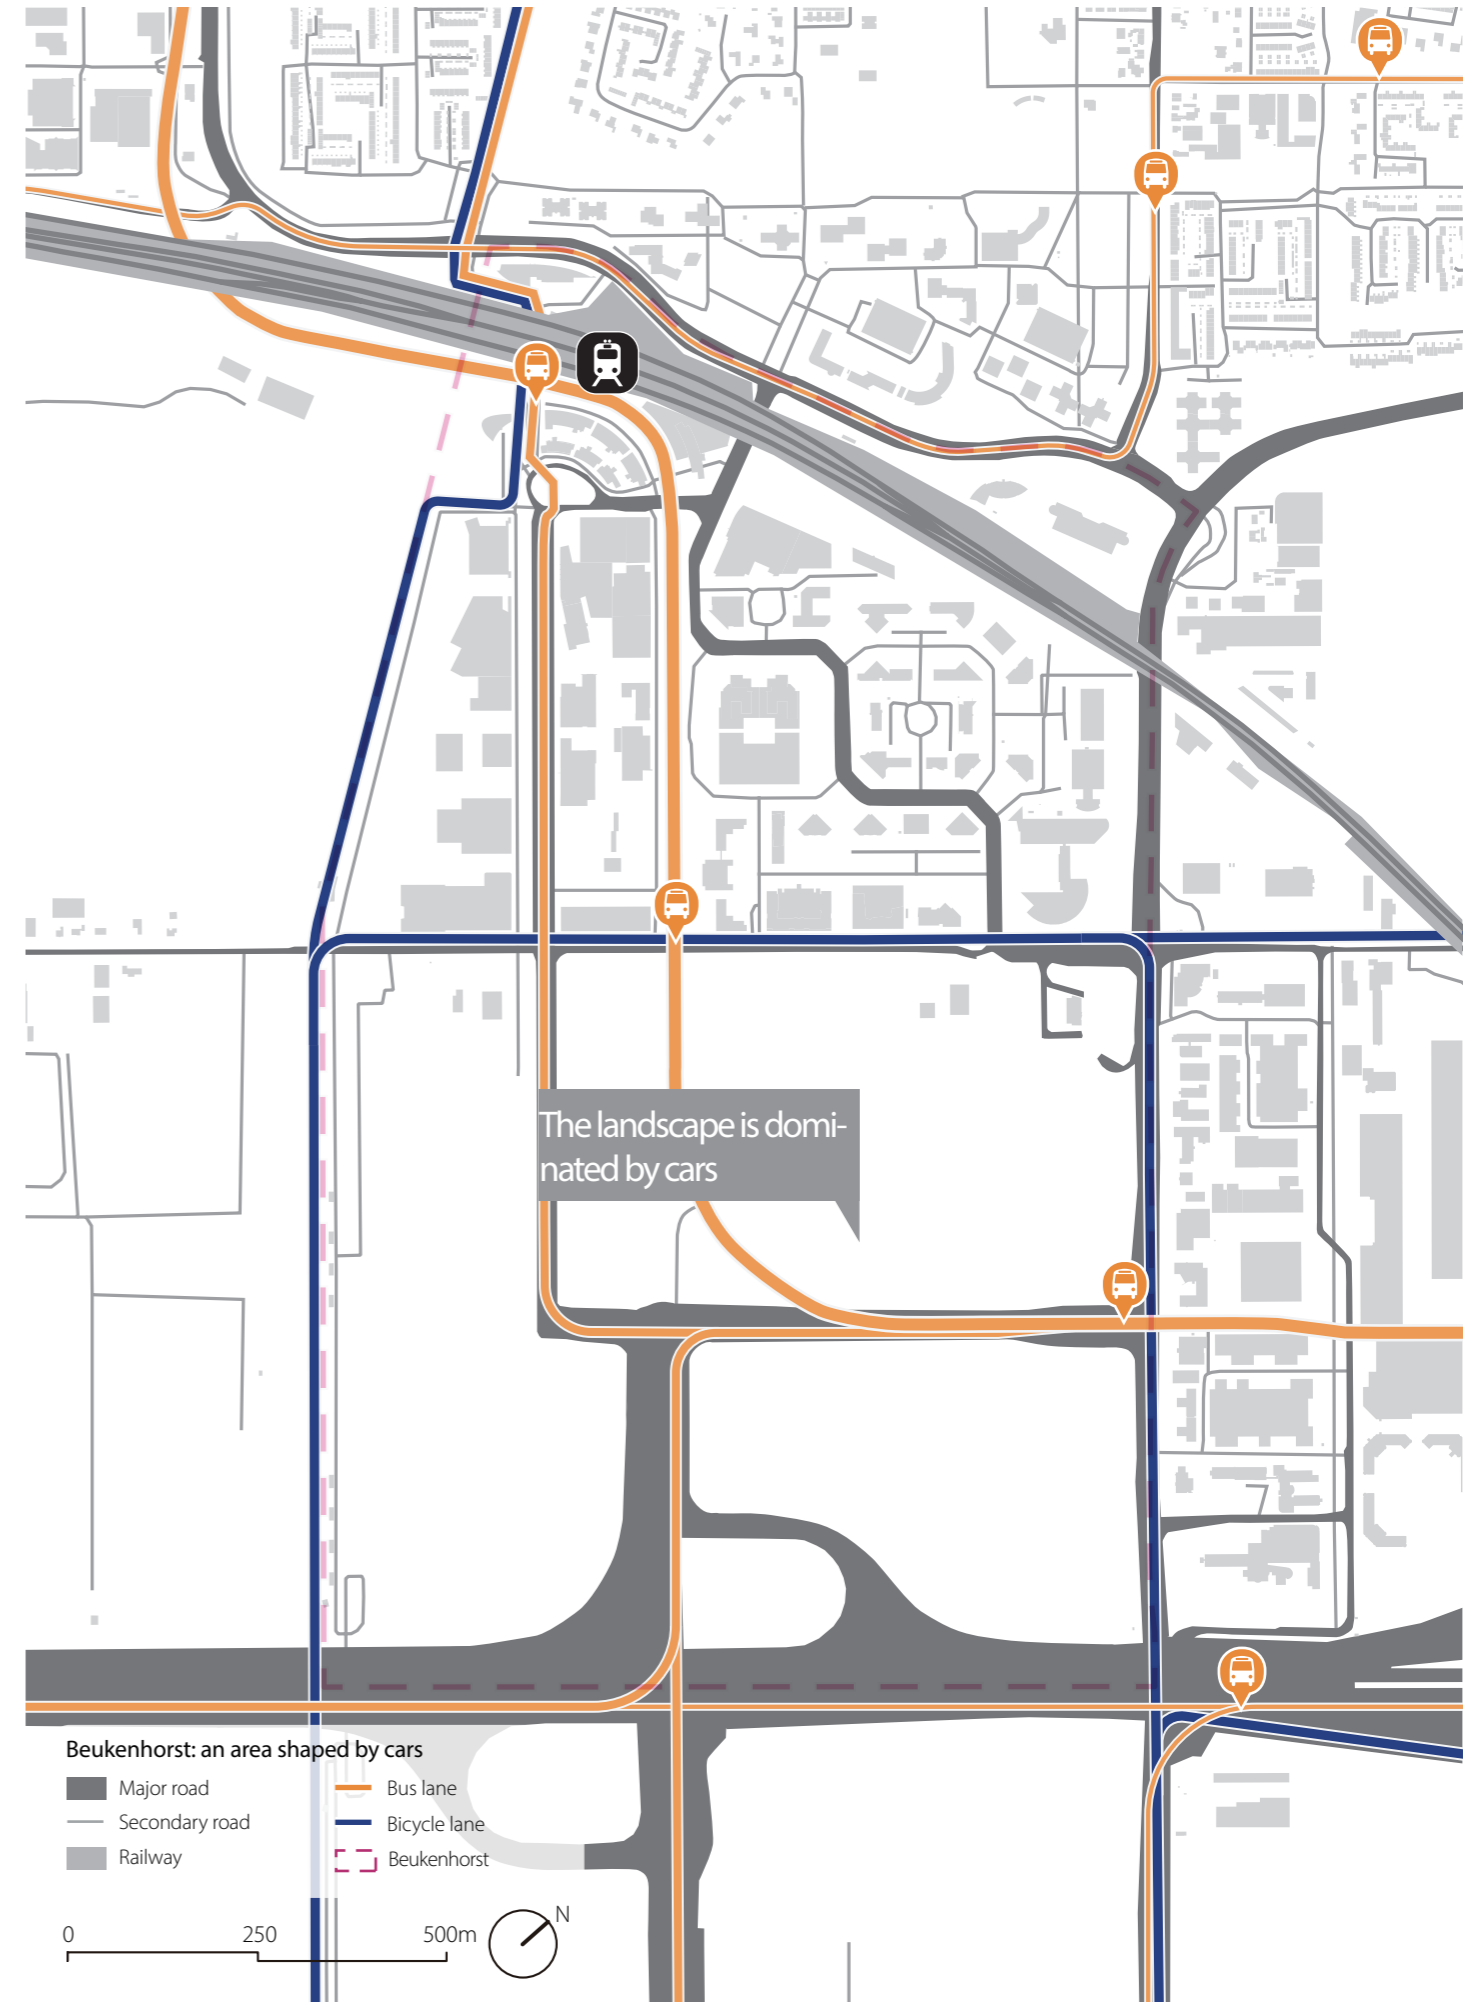 The landscape is domi-
nated by cars
Beukenhorst: an area shaped by cars
Major road
Bus lane
Secondary road
Bicycle lane
Railway
Beukenhorst
0 250 500m
N